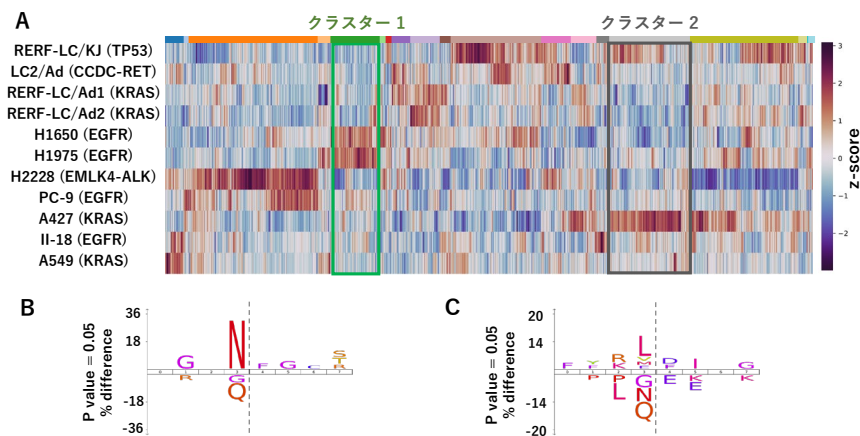 A
クラスター 1
クラスター 2
RERF-LC/KJ (TP53)
LC2/Ad (CCDC-RET)
RERF-LC/Ad1 (KRAS)
RERF-LC/Ad2 (KRAS)
H1650 (EGFR)
H1975 (EGFR)
H2228 (EMLK4-ALK)
PC-9 (EGFR)
A427 (KRAS)
II-18 (EGFR)
A549 (KRAS)
3
2
1
0
−1
−2
z-score
B
P value = 0.05
% difference
36
18
-18
-36
G
N
F
G
S
T
R
R
G
Q
C
P value = 0.05
% difference
20
14
-14
-20
F
Y
R
K
L
D
F
I
G
P
P
L
G
N
Q
E
K
E
K